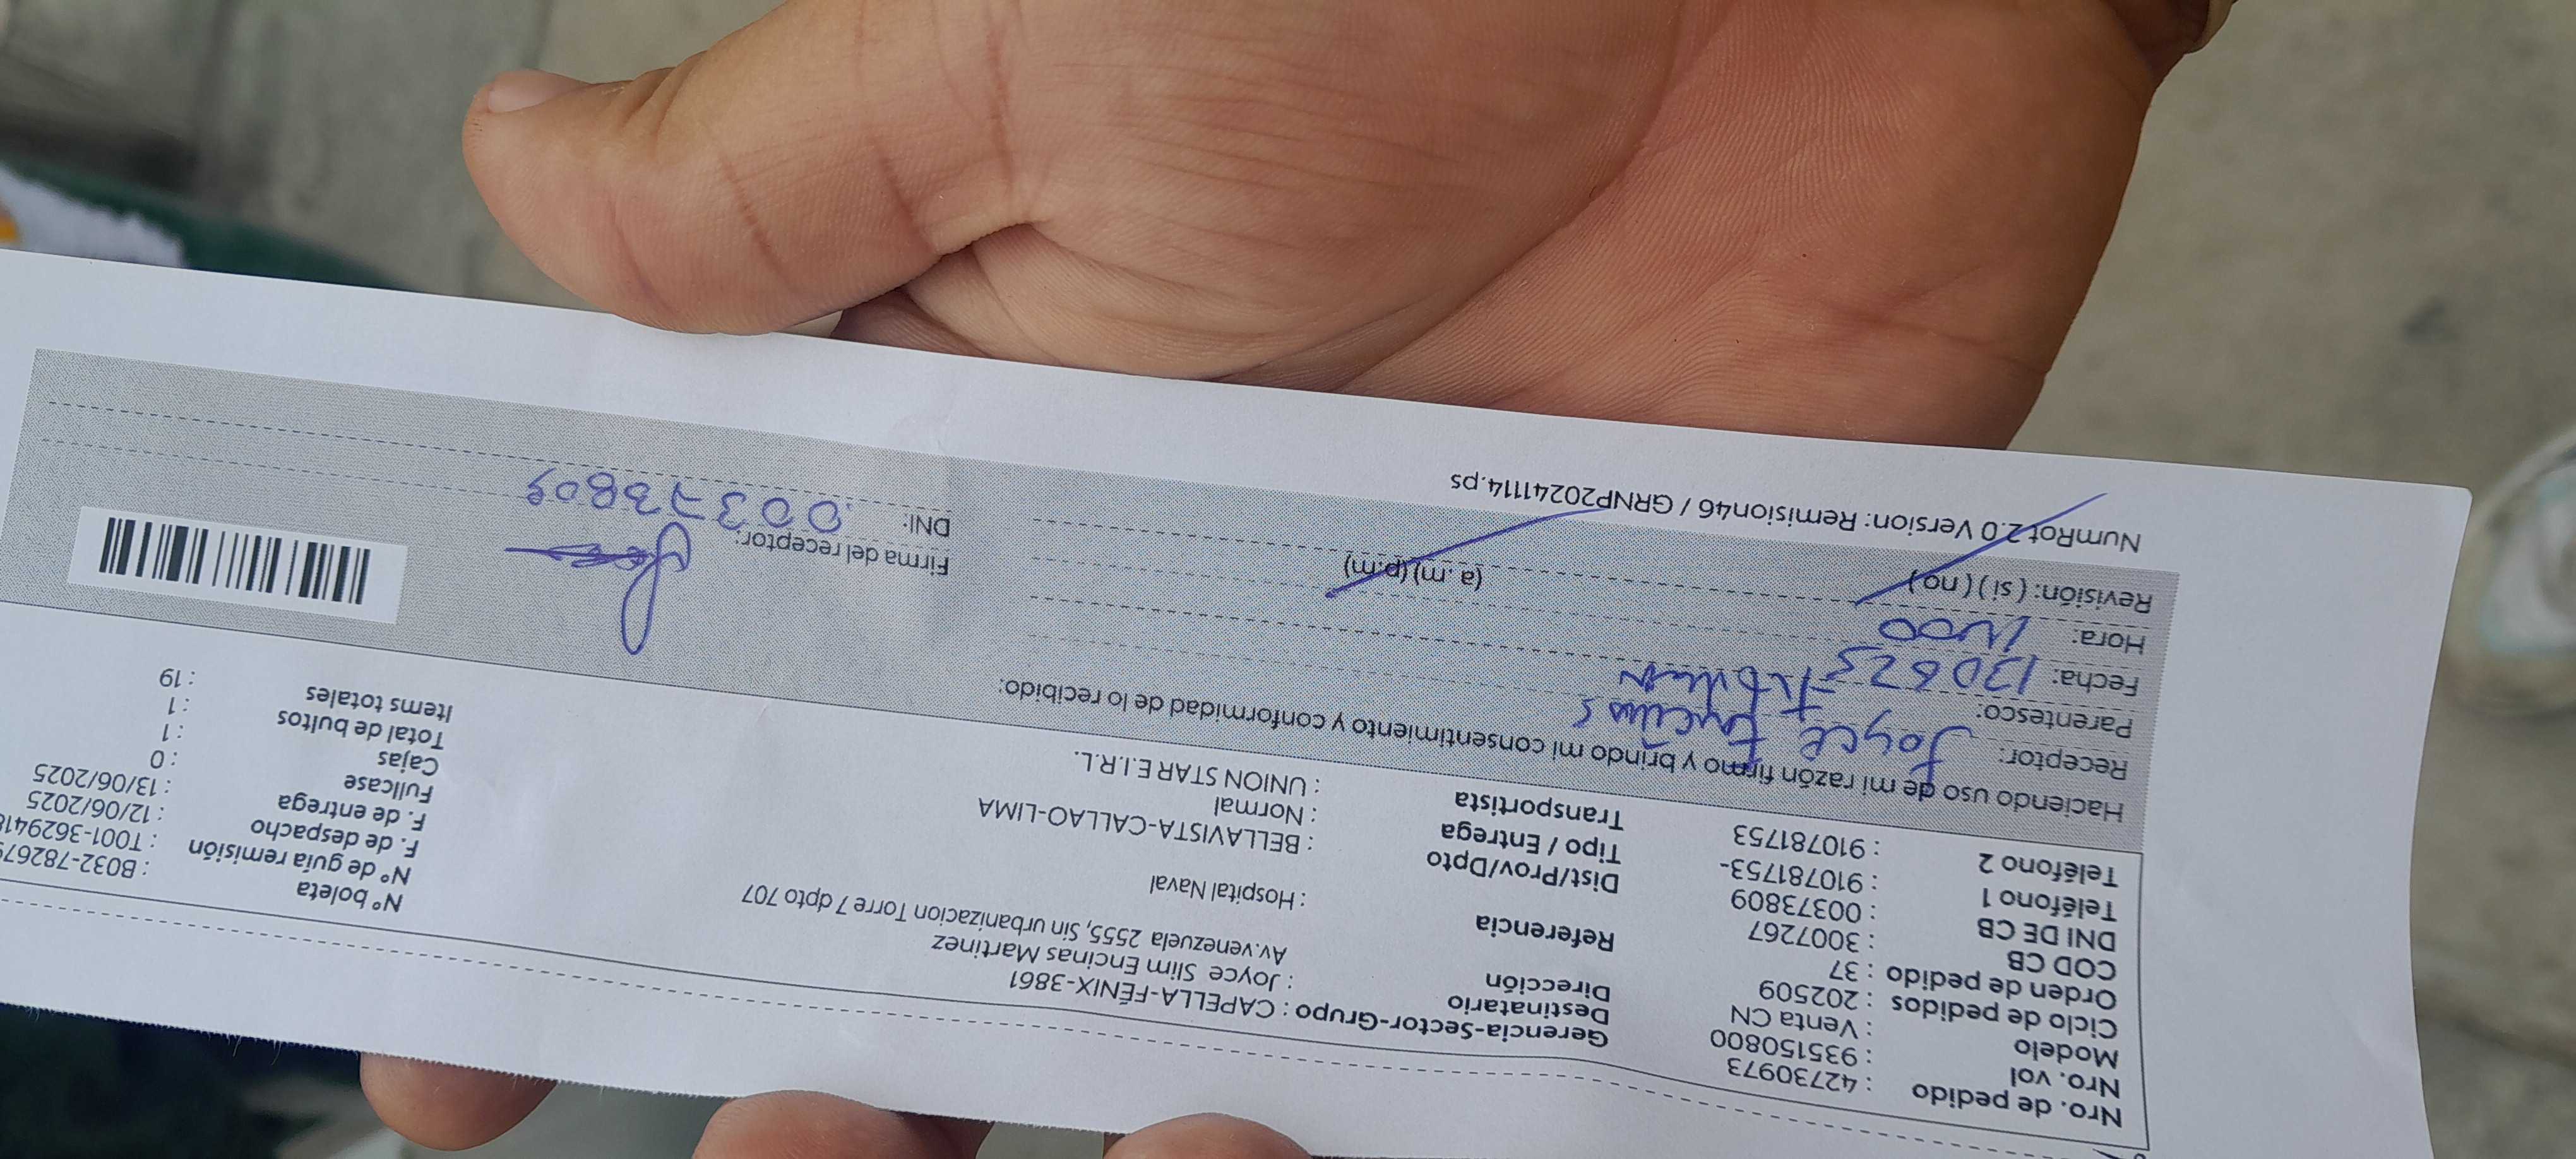 Nro. de pedido : 42730973
Nro. vol : 935150800
Modelo : Venta CN
Ciclo de pedidos : 202509
Orden de pedido : 37
COD CB : 3007267
DNI DE CB : 00373809
Teléfono 1 : 910781753-
Teléfono 2 : 910781753
Gerencia-Sector-Grupo : CAPELLA-FÉNIX-3861
Destinatario : Joyce Slim Encinas Martinez
Dirección Av.venezuela 2555, Sin urbanizacion Torre 7 dpto 707
Referencia : Hospital Naval
Dist/Prov/Dpto : BELLAVISTA-CALLAO-LIMA
Tipo / Entrega : Normal
Transportista : UNION STAR E.I.R.L.
N° boleta : B032-782679
N° de guía remisión : T001-3629418
F. de despacho : 12/06/2025
F. de entrega : 13/06/2025
Fullcase : 0
Cajas : 1
Total de bultos : 1
Items totales : 19
Haciendo uso de mi razón firmo y brindo mi consentimiento y conformidad de lo recibido:
Receptor: Joyce Encinas
Parentesco:
Fecha: 130625
Hora: 1400
Revisión: ( si ) ( no )
(a .m) (p.m)
Firma del receptor:
DNI: 00373809
NumRot 2.0 Version: Remision46 / GRNP20241114.ps